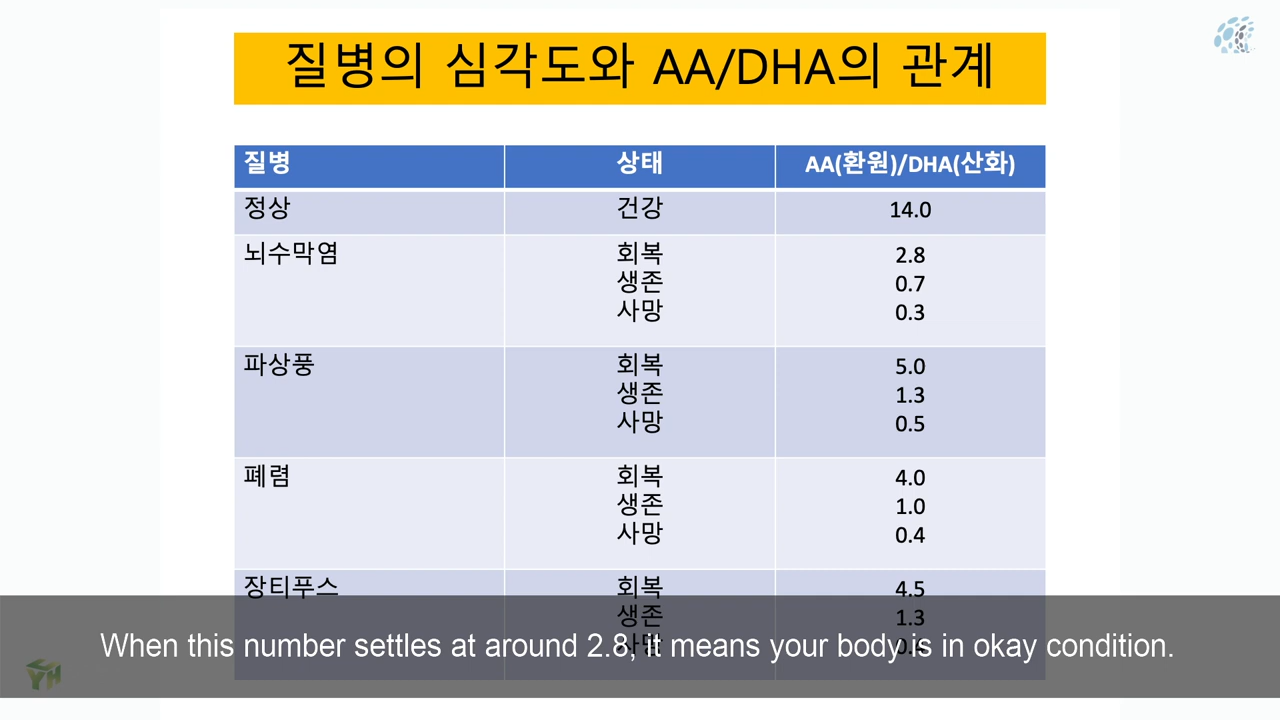 질병의 심각도와 AA/DHA의 관계
질병 상태 AA(환원)/DHA(산화)
정상 건강 14.0
뇌수막염 회복 2.8
생존 0.7
사망 0.3
파상풍 회복 5.0
생존 1.3
사망 0.5
폐렴 회복 4.0
생존 1.0
사망 0.4
장티푸스 회복 4.5
생존 1.3
When this number settles at around 2.8, it means your body is in okay condition.
YH